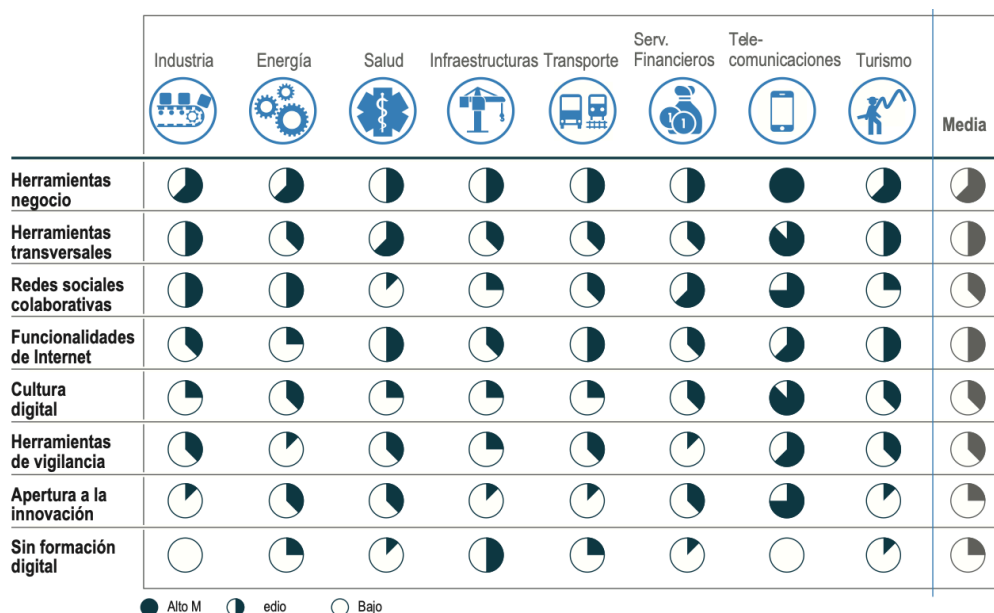 Industria
Energía
Salud
Infraestructuras
Transporte
Serv.
Financieros
Tele-
comunicaciones
Turismo
Media
Herramientas
negocio
Herramientas
transversales
Redes sociales
colaborativas
Funcionalidades
de Internet
Cultura
digital
Herramientas
de vigilancia
Apertura a la
innovación
Sin formación
digital
Alto M edio Bajo